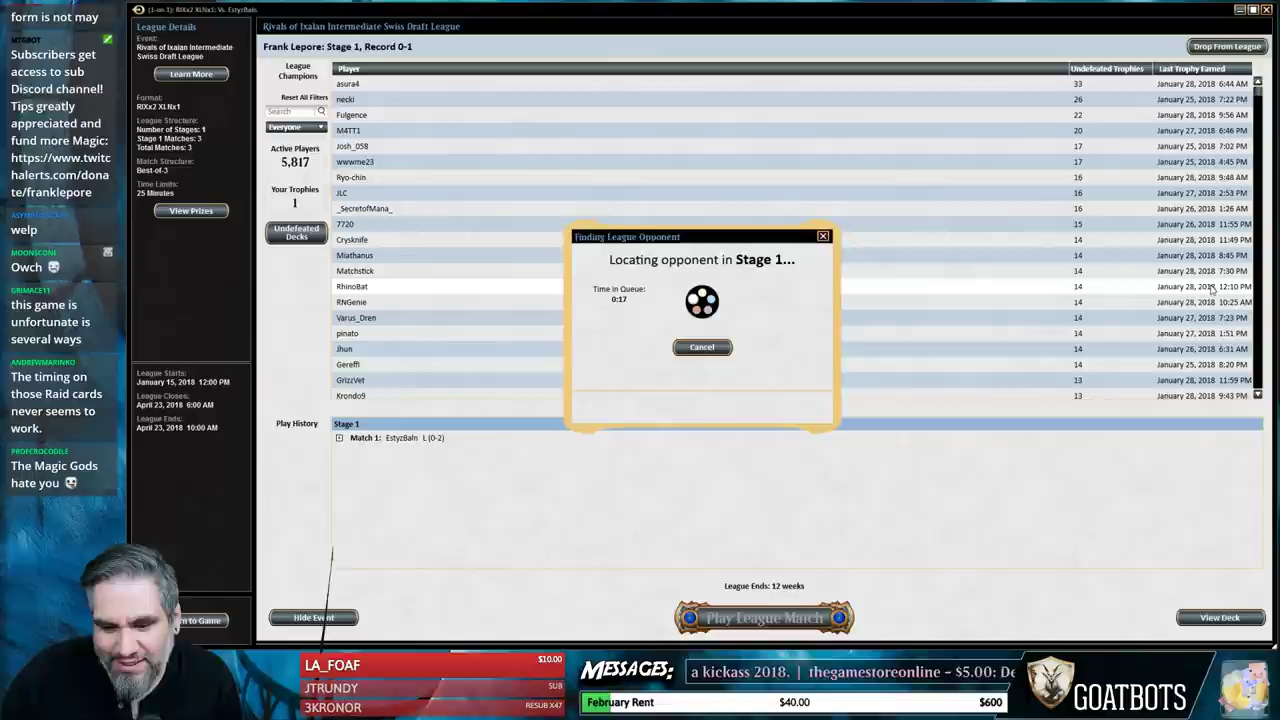 form is not may
MTGBOT
Subscribers get
access to sub
Discord channel!
Tips greatly
appreciated and
fund more Magic:
https://www.twitc
halerts.com/dona
te/franklepore
welp
MOONSCONE
Owch
GRIMACE11
this game is
unfortunate is
several ways
ANDREWMARINKO
The timing on
those Raid cards
never seems to
work.
PROFCROCODILE
The Magic Gods
hate you
(1-on-1): RIXx2 XLNx1: Vs. EstyzBaln
League Details
Event:
Rivals of Ixalan Intermediate
Swiss Draft League
Learn More
Format:
RIXx2 XLNx1
League Structure:
Number of Stages: 1
Stage 1 Matches: 3
Total Matches: 3
Match Structure:
Best-of-3
Time Limits:
25 Minutes
View Prizes
League Starts:
January 15, 2018 12:00 PM
League Closes:
April 23, 2018 6:00 AM
League Ends:
April 23, 2018 10:00 AM
n to Game
Rivals of Ixalan Intermediate Swiss Draft League
Frank Lepore: Stage 1, Record 0-1
Drop From League
League
Champions
Reset All Filters
Search
Everyone
Active Players
5,817
Your Trophies
1
Undefeated
Decks
Player Undefeated Trophies Last Trophy Earned
asura4 33 January 28, 2018 6:44 AM
necki 26 January 25, 2018 7:22 PM
Fulgence 22 January 28, 2018 9:56 AM
M4TT1 20 January 27, 2018 6:46 PM
Josh_058 17 January 25, 2018 7:02 PM
wwwme23 17 January 25, 2018 4:45 PM
Ryo-chin 16 January 28, 2018 9:48 AM
JLC 16 January 27, 2018 2:53 PM
_SecretofMana_ 16 January 26, 2018 1:26 AM
7720 15 January 26, 2018 11:55 PM
Crysknife 14 January 28, 2018 11:49 PM
Miathanus 14 January 28, 2018 8:45 PM
Matchstick 14 January 28, 2018 7:30 PM
RhinoBat 14 January 28, 2018 12:10 PM
RNGenie 14 January 28, 2018 10:25 AM
Varus_Dren 14 January 27, 2018 7:23 PM
pinato 14 January 27, 2018 1:51 PM
Jhun 14 January 26, 2018 6:31 AM
Gereffi 14 January 25, 2018 8:20 PM
GrizzVet 13 January 28, 2018 11:59 PM
Krondo9 13 January 28, 2018 9:43 PM
Finding League Opponent
Locating opponent in Stage 1...
Time in Queue:
0:17
Cancel
Play History
Stage 1
Match 1: EstyzBaln L (0-2)
League Ends: 12 weeks
Hide Event
Play League Match
View Deck
LA_FOAF $10.00
JTRUNDY SUB
3KRONOR RESUB X47
MESSAGES: a kickass 2018. | thegamestoreonline - $5.00: De
February Rent $40.00 $600
GOATBOTS